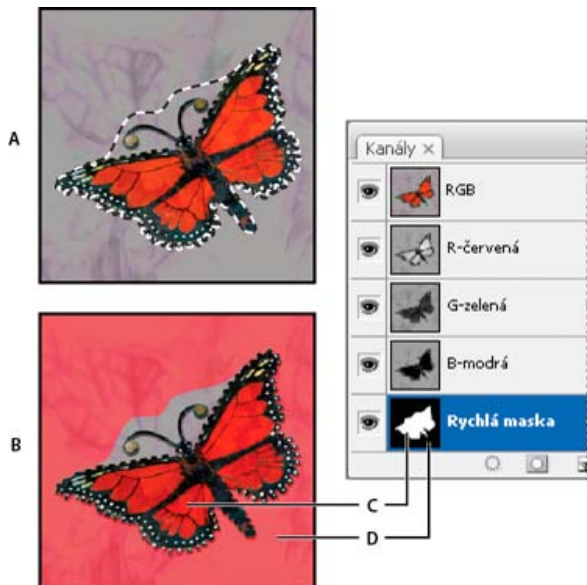 A
B
Kanály ×
RGB
R-červená
G-zelená
B-modrá
Rychlá maska
C
D